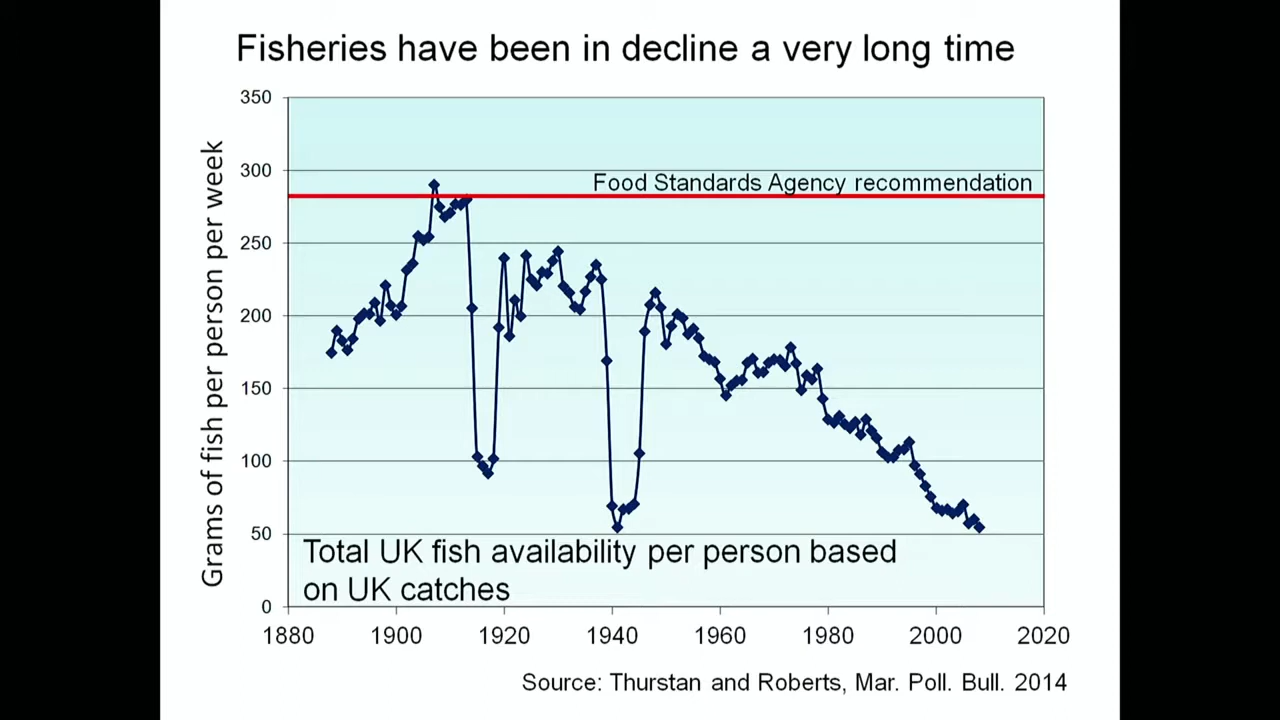 Fisheries have been in decline a very long time
350
300
250
200
150
100
50
0
Grams of fish per person per week
Food Standards Agency recommendation
Total UK fish availability per person based
on UK catches
1880 1900 1920 1940 1960 1980 2000 2020
Source: Thurstan and Roberts, Mar. Poll. Bull. 2014